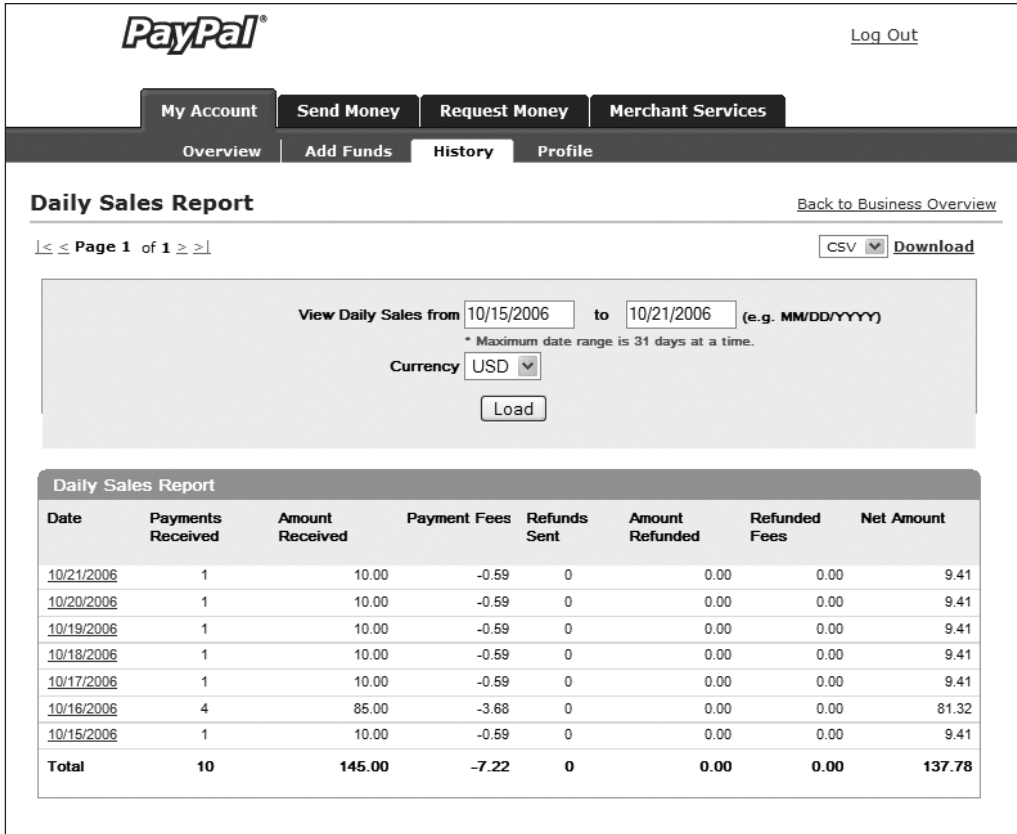 PayPal®
Log Out
My Account Send Money Request Money Merchant Services
Overview Add Funds History Profile
Daily Sales Report
Back to Business Overview
|< < Page 1 of 1 > >|
CSV Download
View Daily Sales from 10/15/2006 to 10/21/2006 (e.g. MM/DD/YYYY)
* Maximum date range is 31 days at a time.
Currency USD
Load
Daily Sales Report
Date Payments Received Amount Received Payment Fees Refunds Sent Amount Refunded Refunded Fees Net Amount
10/21/2006 1 10.00 -0.59 0 0.00 0.00 9.41
10/20/2006 1 10.00 -0.59 0 0.00 0.00 9.41
10/19/2006 1 10.00 -0.59 0 0.00 0.00 9.41
10/18/2006 1 10.00 -0.59 0 0.00 0.00 9.41
10/17/2006 1 10.00 -0.59 0 0.00 0.00 9.41
10/16/2006 4 85.00 -3.68 0 0.00 0.00 81.32
10/15/2006 1 10.00 -0.59 0 0.00 0.00 9.41
Total 10 145.00 -7.22 0 0.00 0.00 137.78